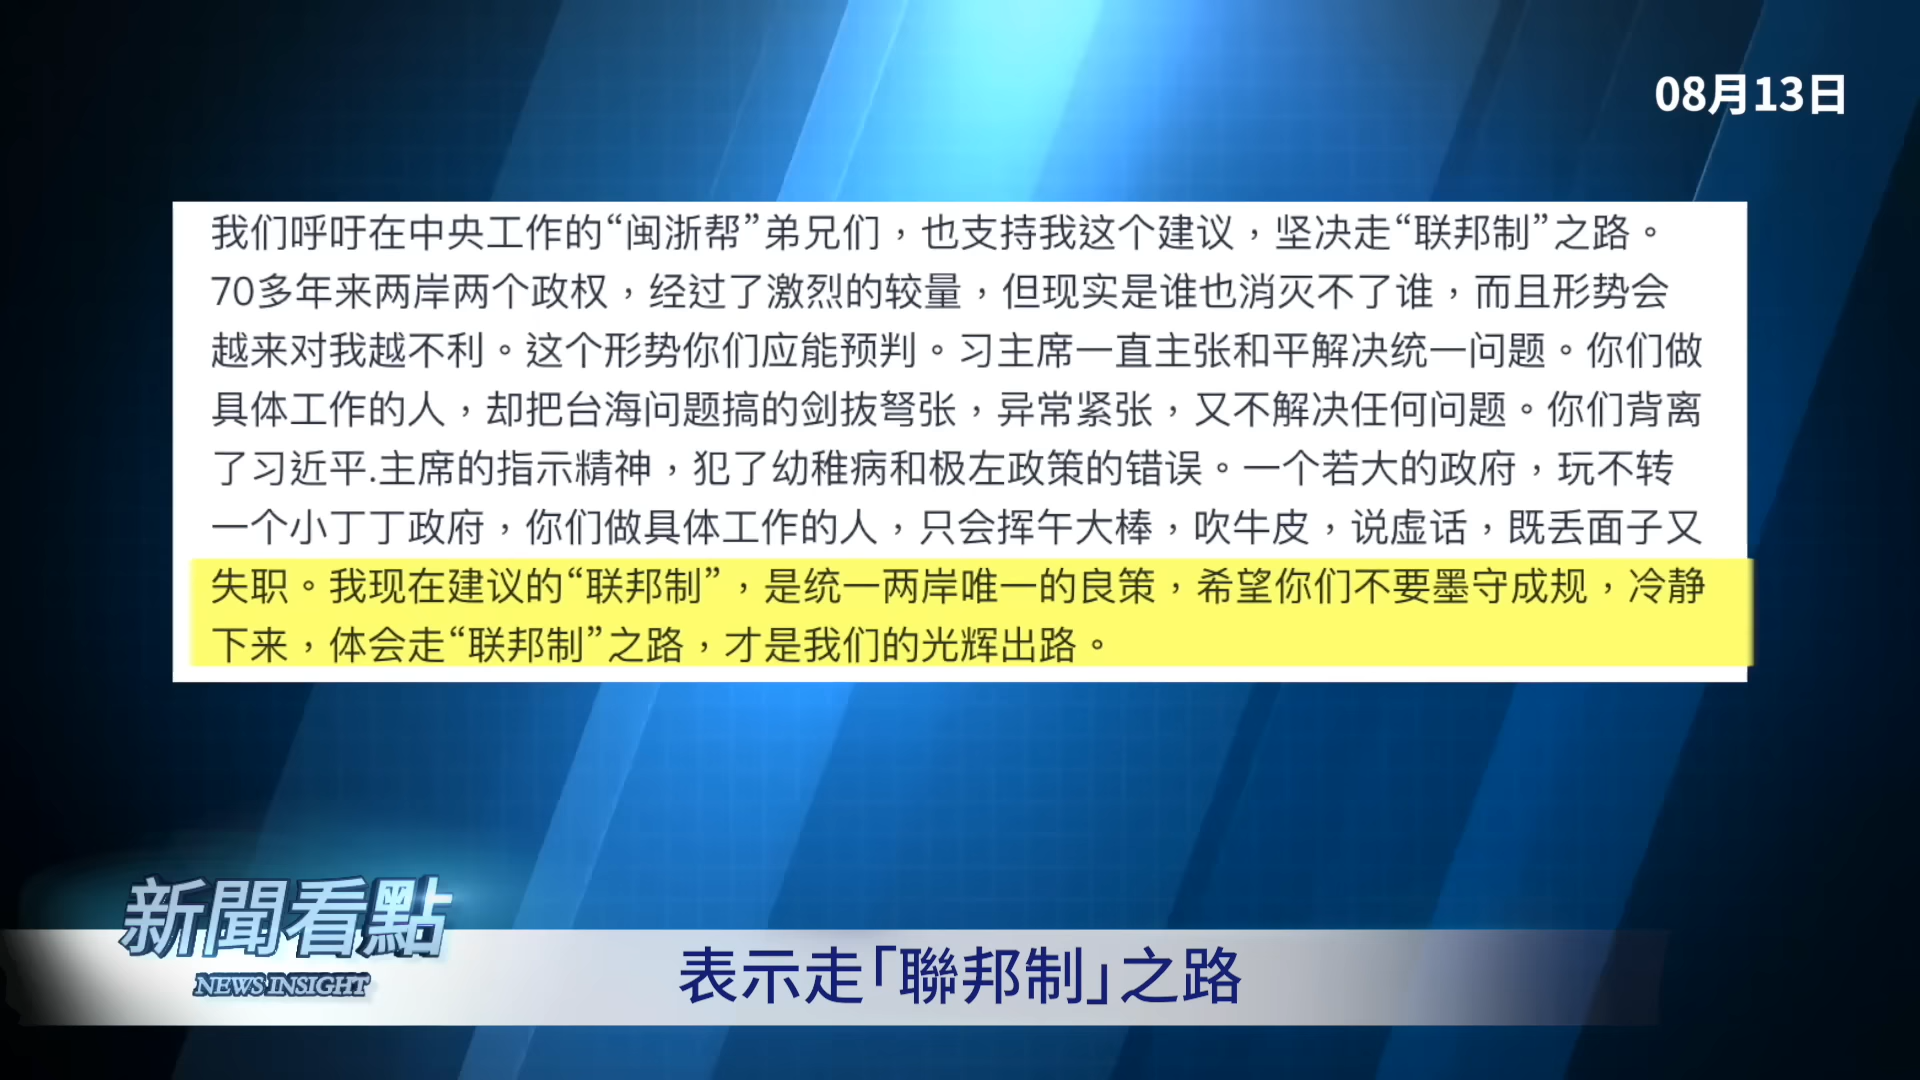 08月13日
我们呼吁在中央工作的“闽浙帮”弟兄们，也支持我这个建议，坚决走“联邦制”之路。
70多年来两岸两个政权，经过了激烈的较量，但现实是谁也消灭不了谁，而且形势会
越来对我越不利。这个形势你们应能预判。习主席一直主张和平解决统一问题。你们做
具体工作的人，却把台海问题搞的剑拔弩张，异常紧张，又不解决任何问题。你们背离
了习近平.主席的指示精神，犯了幼稚病和极左政策的错误。一个若大的政府，玩不转
一个小丁丁政府，你们做具体工作的人，只会挥午大棒，吹牛皮，说虚话，既丢面子又
失职。我现在建议的“联邦制”，是统一两岸唯一的良策，希望你们不要墨守成规，冷静
下来，体会走“联邦制”之路，才是我们的光辉出路。
新聞看點
NEWS INSIGHT
表示走「聯邦制」之路